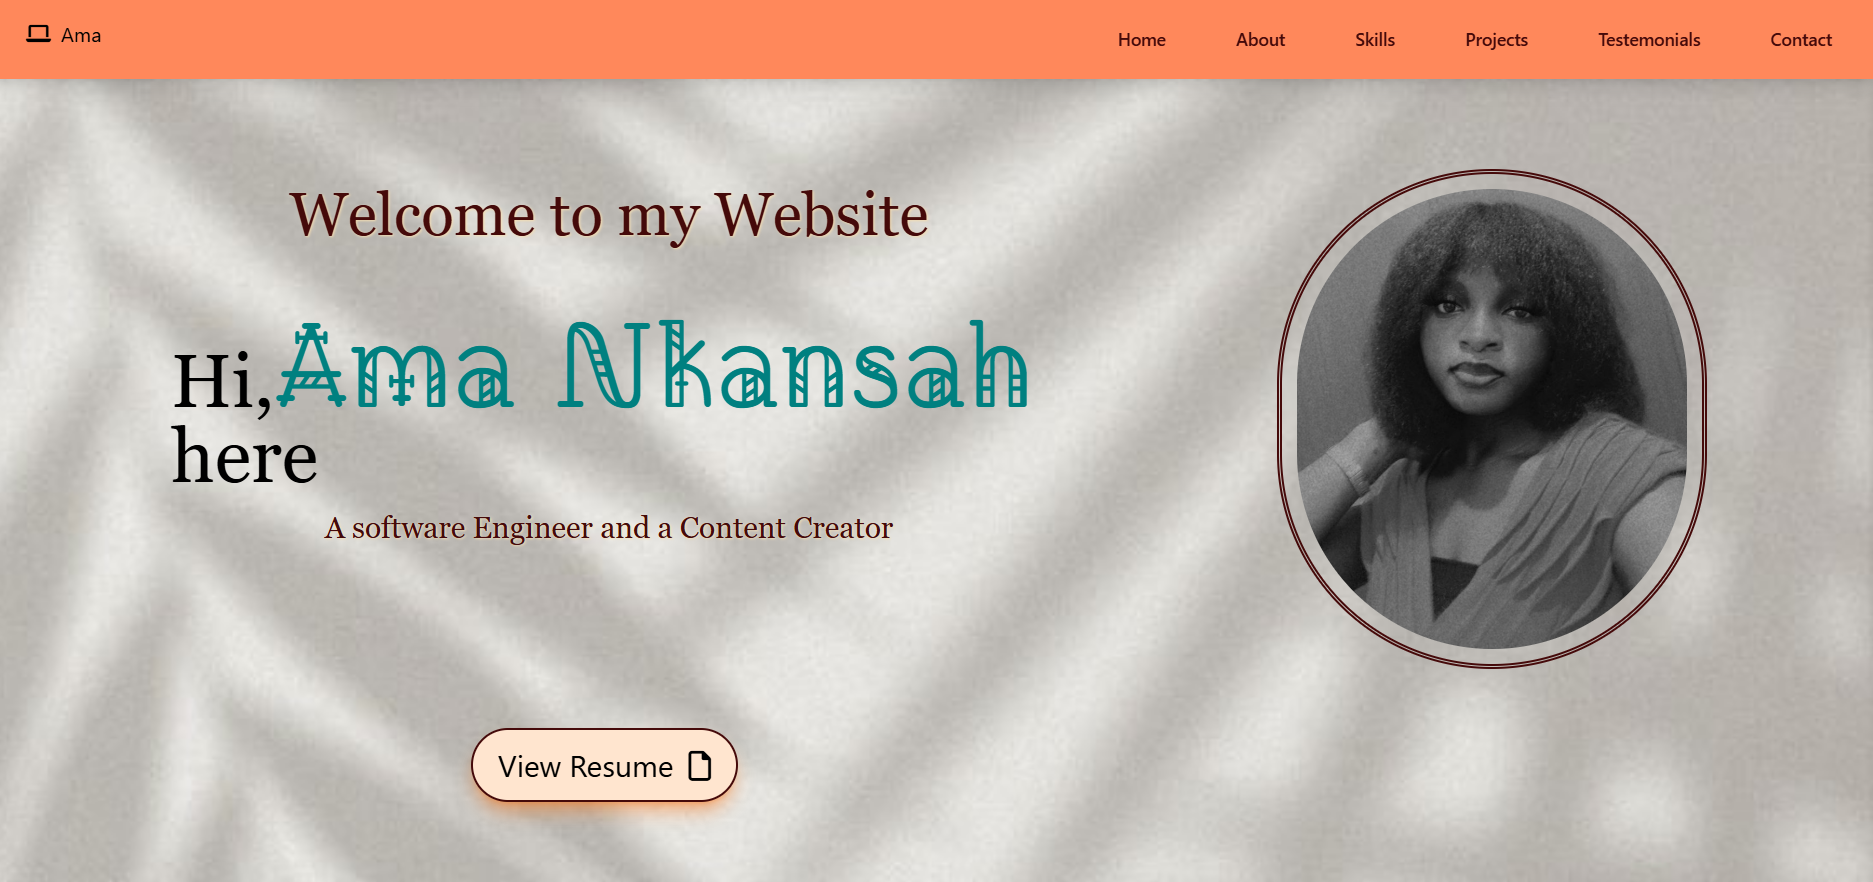 Ama
Home About Skills Projects Testemonials Contact
Welcome to my Website
Hi, Ama Nkansah
here
A software Engineer and a Content Creator
View Resume